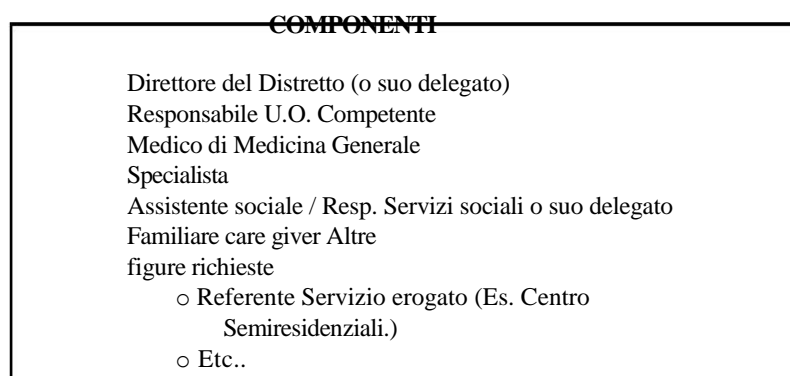 COMPONENTI
Direttore del Distretto (o suo delegato)
Responsabile U.O. Competente
Medico di Medicina Generale
Specialista
Assistente sociale / Resp. Servizi sociali o suo delegato
Familiare care giver Altre
figure richieste
o Referente Servizio erogato (Es. Centro
Semiresidenziali.)
o Etc..